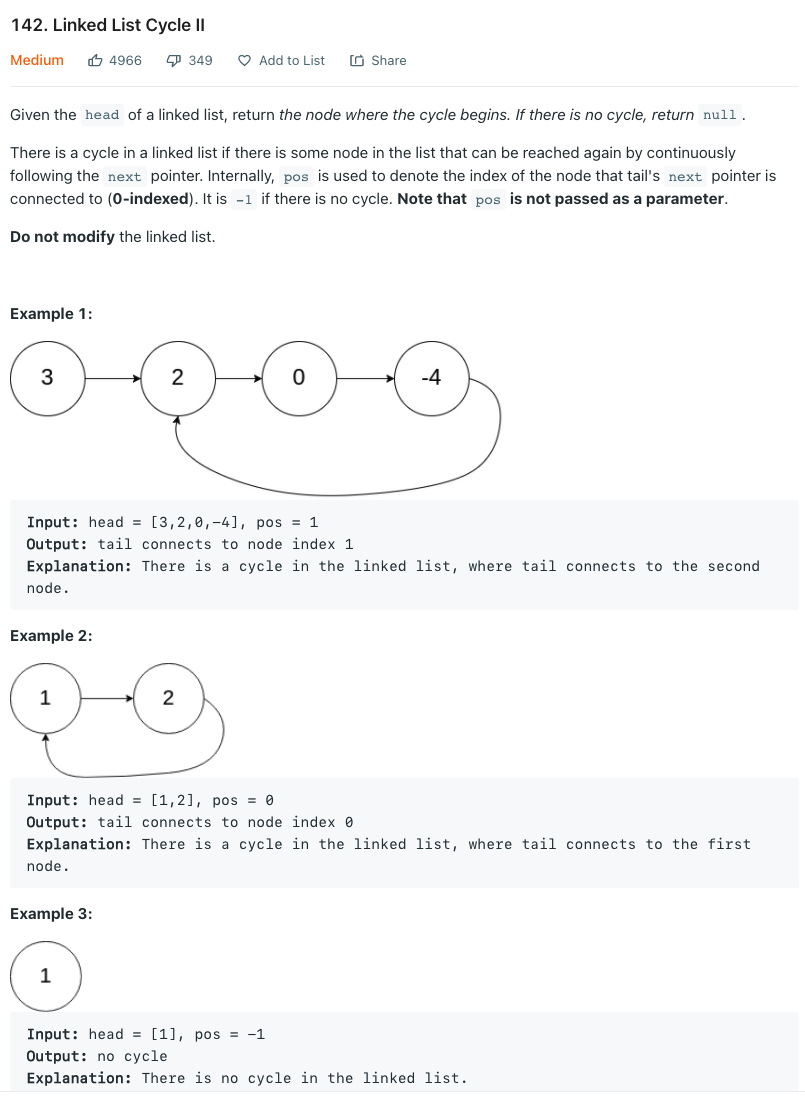 142. Linked List Cycle II
Medium 4966 349 Add to List Share
Given the head of a linked list, return the node where the cycle begins. If there is no cycle, return null .
There is a cycle in a linked list if there is some node in the list that can be reached again by continuously
following the next pointer. Internally, pos is used to denote the index of the node that tail's next pointer is
connected to (0-indexed). It is -1 if there is no cycle. Note that pos is not passed as a parameter.
Do not modify the linked list.
Example 1:
3 2 0 -4
Input: head = [3,2,0,-4], pos = 1
Output: tail connects to node index 1
Explanation: There is a cycle in the linked list, where tail connects to the second
node.
Example 2:
1 2
Input: head = [1,2], pos = 0
Output: tail connects to node index 0
Explanation: There is a cycle in the linked list, where tail connects to the first
node.
Example 3:
1
Input: head = [1], pos = -1
Output: no cycle
Explanation: There is no cycle in the linked list.